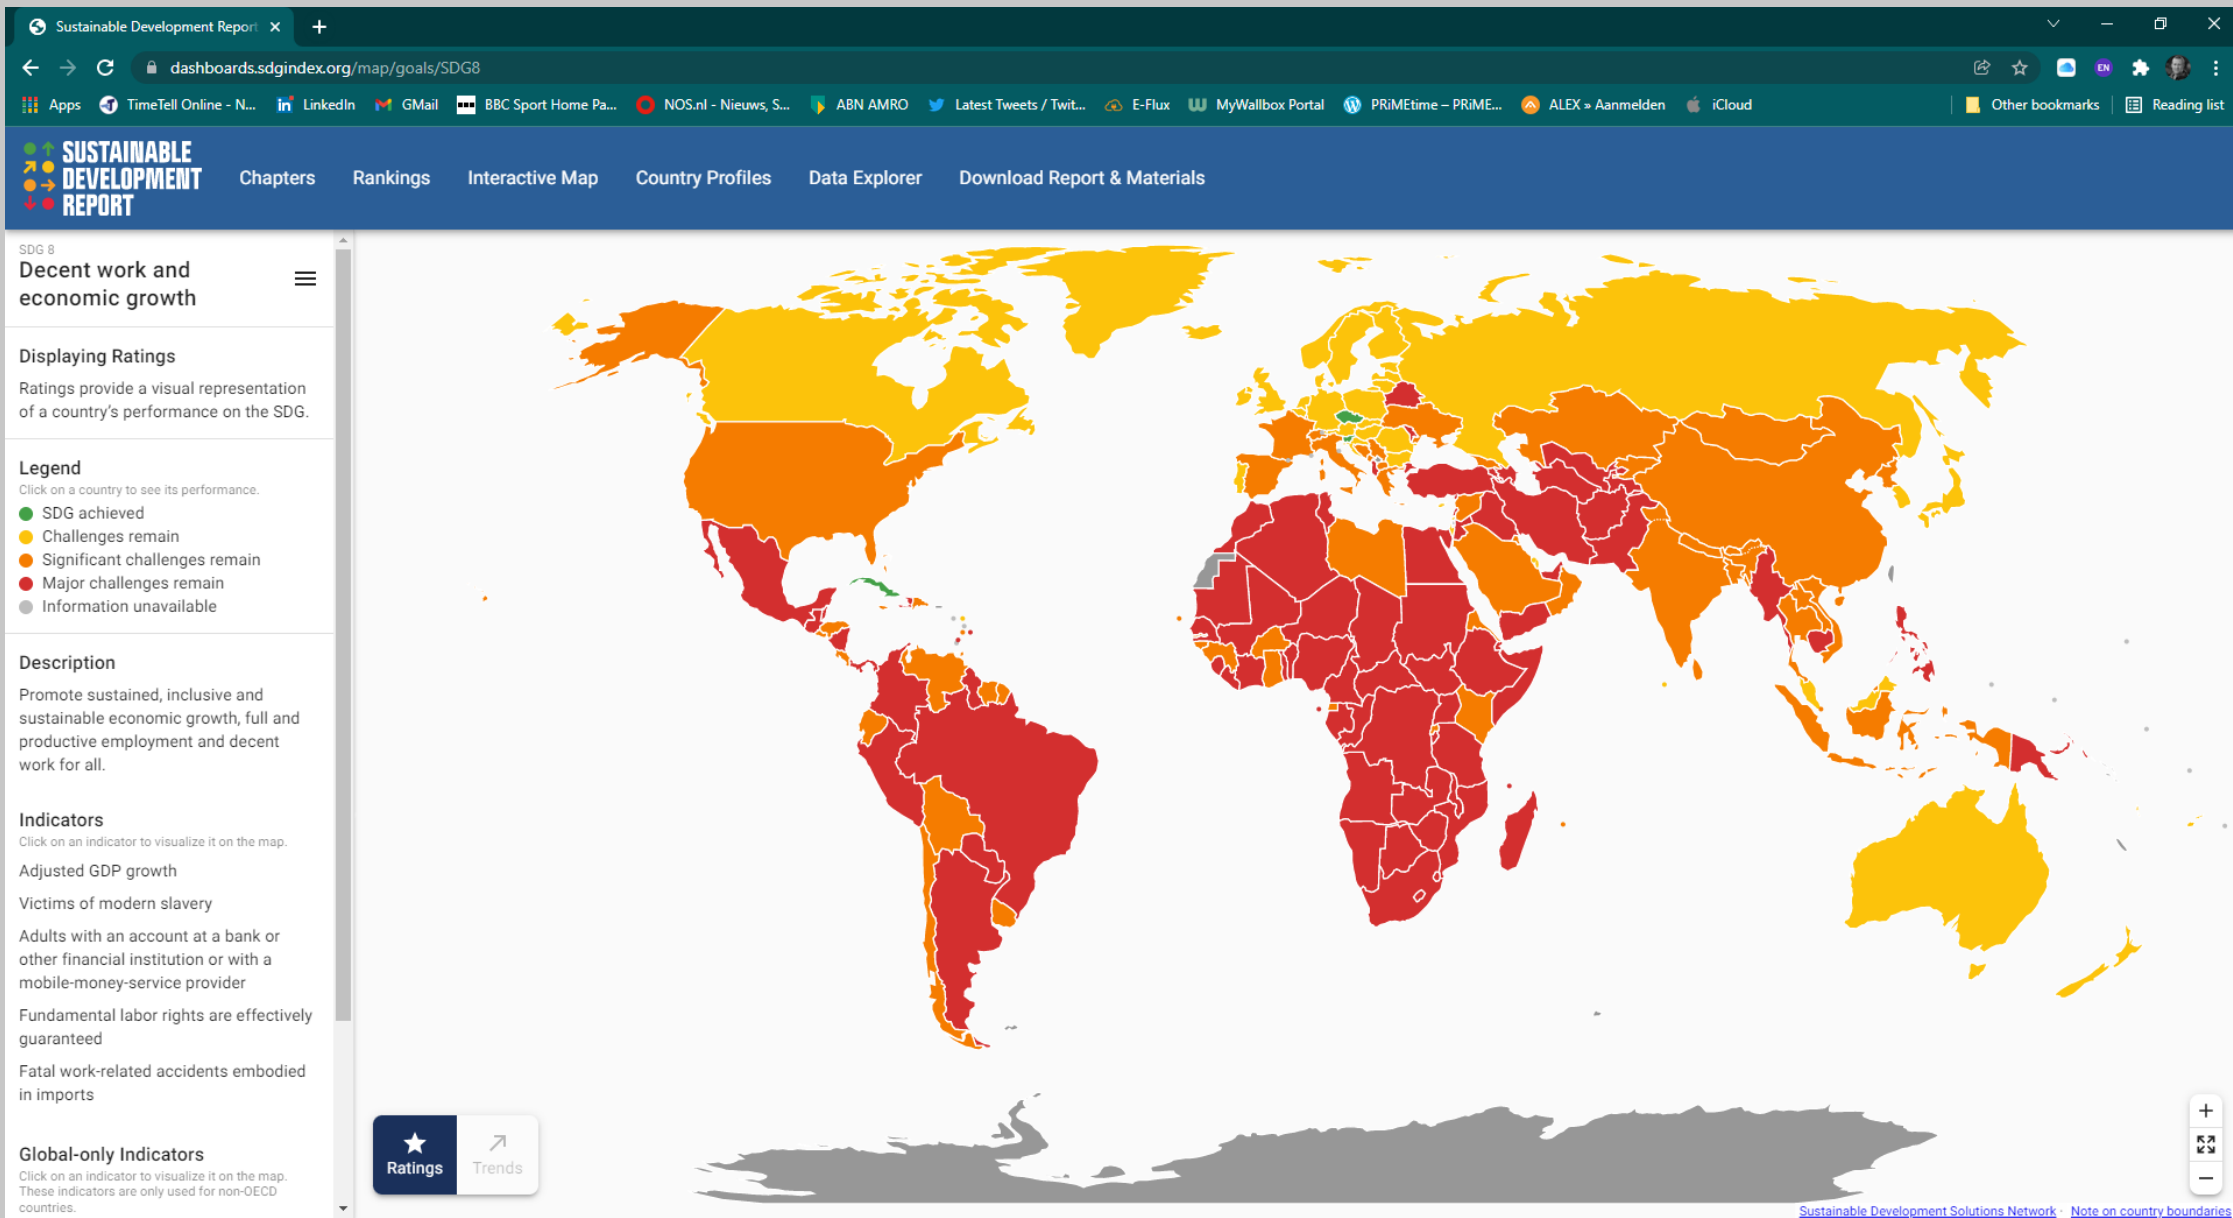 Sustainable Development Report
dashboards.sdgindex.org/map/goals/SDG8
EN
Apps
TimeTell Online - N...
LinkedIn
GMail
BBC Sport Home Pa...
NOS.nl - Nieuws, S...
ABN AMRO
Latest Tweets / Twit...
E-Flux
MyWallbox Portal
PRiMEtime – PRiME...
ALEX » Aanmelden
iCloud
Other bookmarks
Reading list
SUSTAINABLE
DEVELOPMENT
REPORT
Chapters
Rankings
Interactive Map
Country Profiles
Data Explorer
Download Report & Materials
SDG 8
Decent work and
economic growth
Displaying Ratings
Ratings provide a visual representation
of a country's performance on the SDG.
Legend
Click on a country to see its performance.
SDG achieved
Challenges remain
Significant challenges remain
Major challenges remain
Information unavailable
Description
Promote sustained, inclusive and
sustainable economic growth, full and
productive employment and decent
work for all.
Indicators
Click on an indicator to visualize it on the map.
Adjusted GDP growth
Victims of modern slavery
Adults with an account at a bank or
other financial institution or with a
mobile-money-service provider
Fundamental labor rights are effectively
guaranteed
Fatal work-related accidents embodied
in imports
Global-only Indicators
Click on an indicator to visualize it on the map.
These indicators are only used for non-OECD
countries.
Ratings
Trends
Sustainable Development Solutions Network · Note on country boundaries